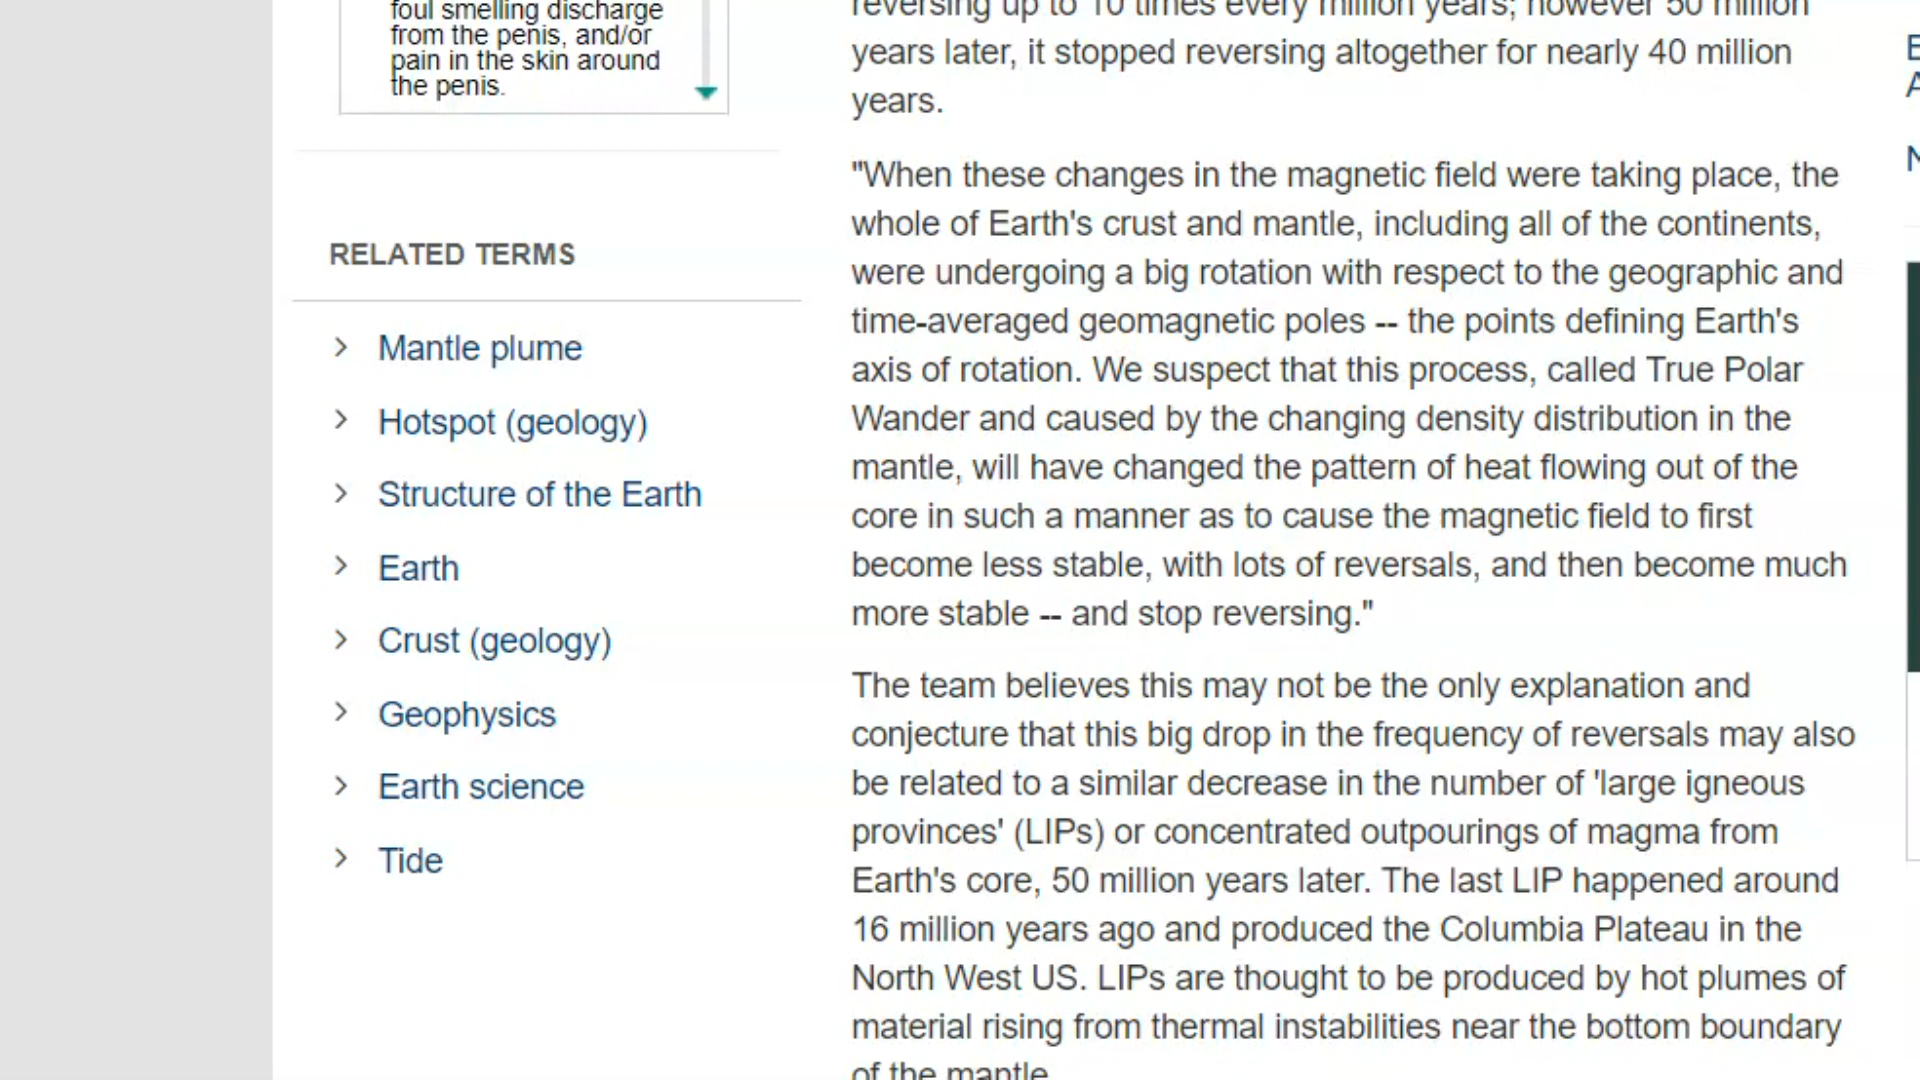 foul smelling discharge
from the penis, and/or
pain in the skin around
the penis.
RELATED TERMS
Mantle plume
Hotspot (geology)
Structure of the Earth
Earth
Crust (geology)
Geophysics
Earth science
Tide
reversing up to 10 times every million years; however 50 million
years later, it stopped reversing altogether for nearly 40 million
years.
"When these changes in the magnetic field were taking place, the
whole of Earth's crust and mantle, including all of the continents,
were undergoing a big rotation with respect to the geographic and
time-averaged geomagnetic poles -- the points defining Earth's
axis of rotation. We suspect that this process, called True Polar
Wander and caused by the changing density distribution in the
mantle, will have changed the pattern of heat flowing out of the
core in such a manner as to cause the magnetic field to first
become less stable, with lots of reversals, and then become much
more stable -- and stop reversing."
The team believes this may not be the only explanation and
conjecture that this big drop in the frequency of reversals may also
be related to a similar decrease in the number of 'large igneous
provinces' (LIPs) or concentrated outpourings of magma from
Earth's core, 50 million years later. The last LIP happened around
16 million years ago and produced the Columbia Plateau in the
North West US. LIPs are thought to be produced by hot plumes of
material rising from thermal instabilities near the bottom boundary
of the mantle